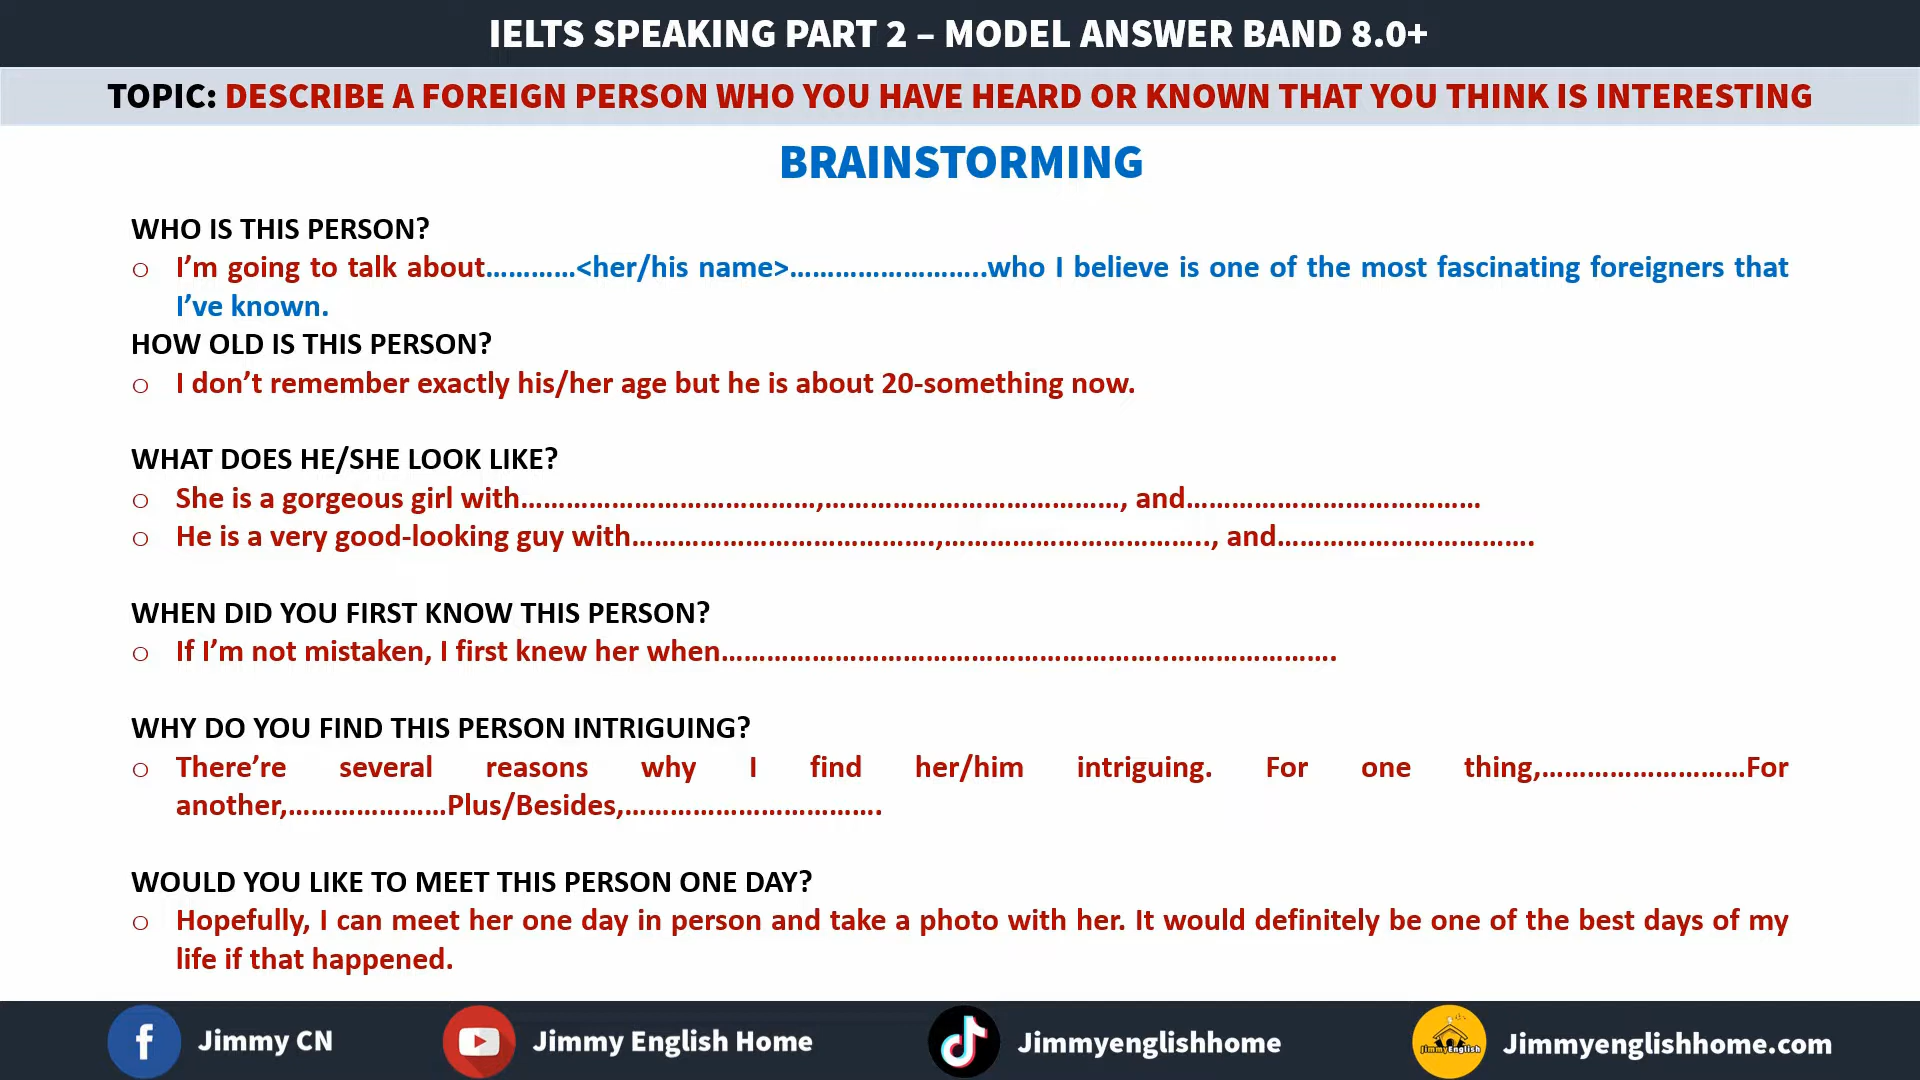 IELTS SPEAKING PART 2 – MODEL ANSWER BAND 8.0+
TOPIC: DESCRIBE A FOREIGN PERSON WHO YOU HAVE HEARD OR KNOWN THAT YOU THINK IS INTERESTING
BRAINSTORMING
WHO IS THIS PERSON?
o I’m going to talk about…………<her/his name>……………………..who I believe is one of the most fascinating foreigners that
I’ve known.
HOW OLD IS THIS PERSON?
o I don’t remember exactly his/her age but he is about 20-something now.
WHAT DOES HE/SHE LOOK LIKE?
o She is a gorgeous girl with…………………………………,…………………………………, and…………………………………
o He is a very good-looking guy with………………………………….,…………………………….., and…………………………….
WHEN DID YOU FIRST KNOW THIS PERSON?
o If I’m not mistaken, I first knew her when…………………………………………………..………………….
WHY DO YOU FIND THIS PERSON INTRIGUING?
o There’re several reasons why I find her/him intriguing. For one thing,………………………For
another,…………………Plus/Besides,…………………………….
WOULD YOU LIKE TO MEET THIS PERSON ONE DAY?
o Hopefully, I can meet her one day in person and take a photo with her. It would definitely be one of the best days of my
life if that happened.
Jimmy CN
Jimmy English Home
Jimmyenglishhome
JimmyEnglish
Jimmyenglishhome.com